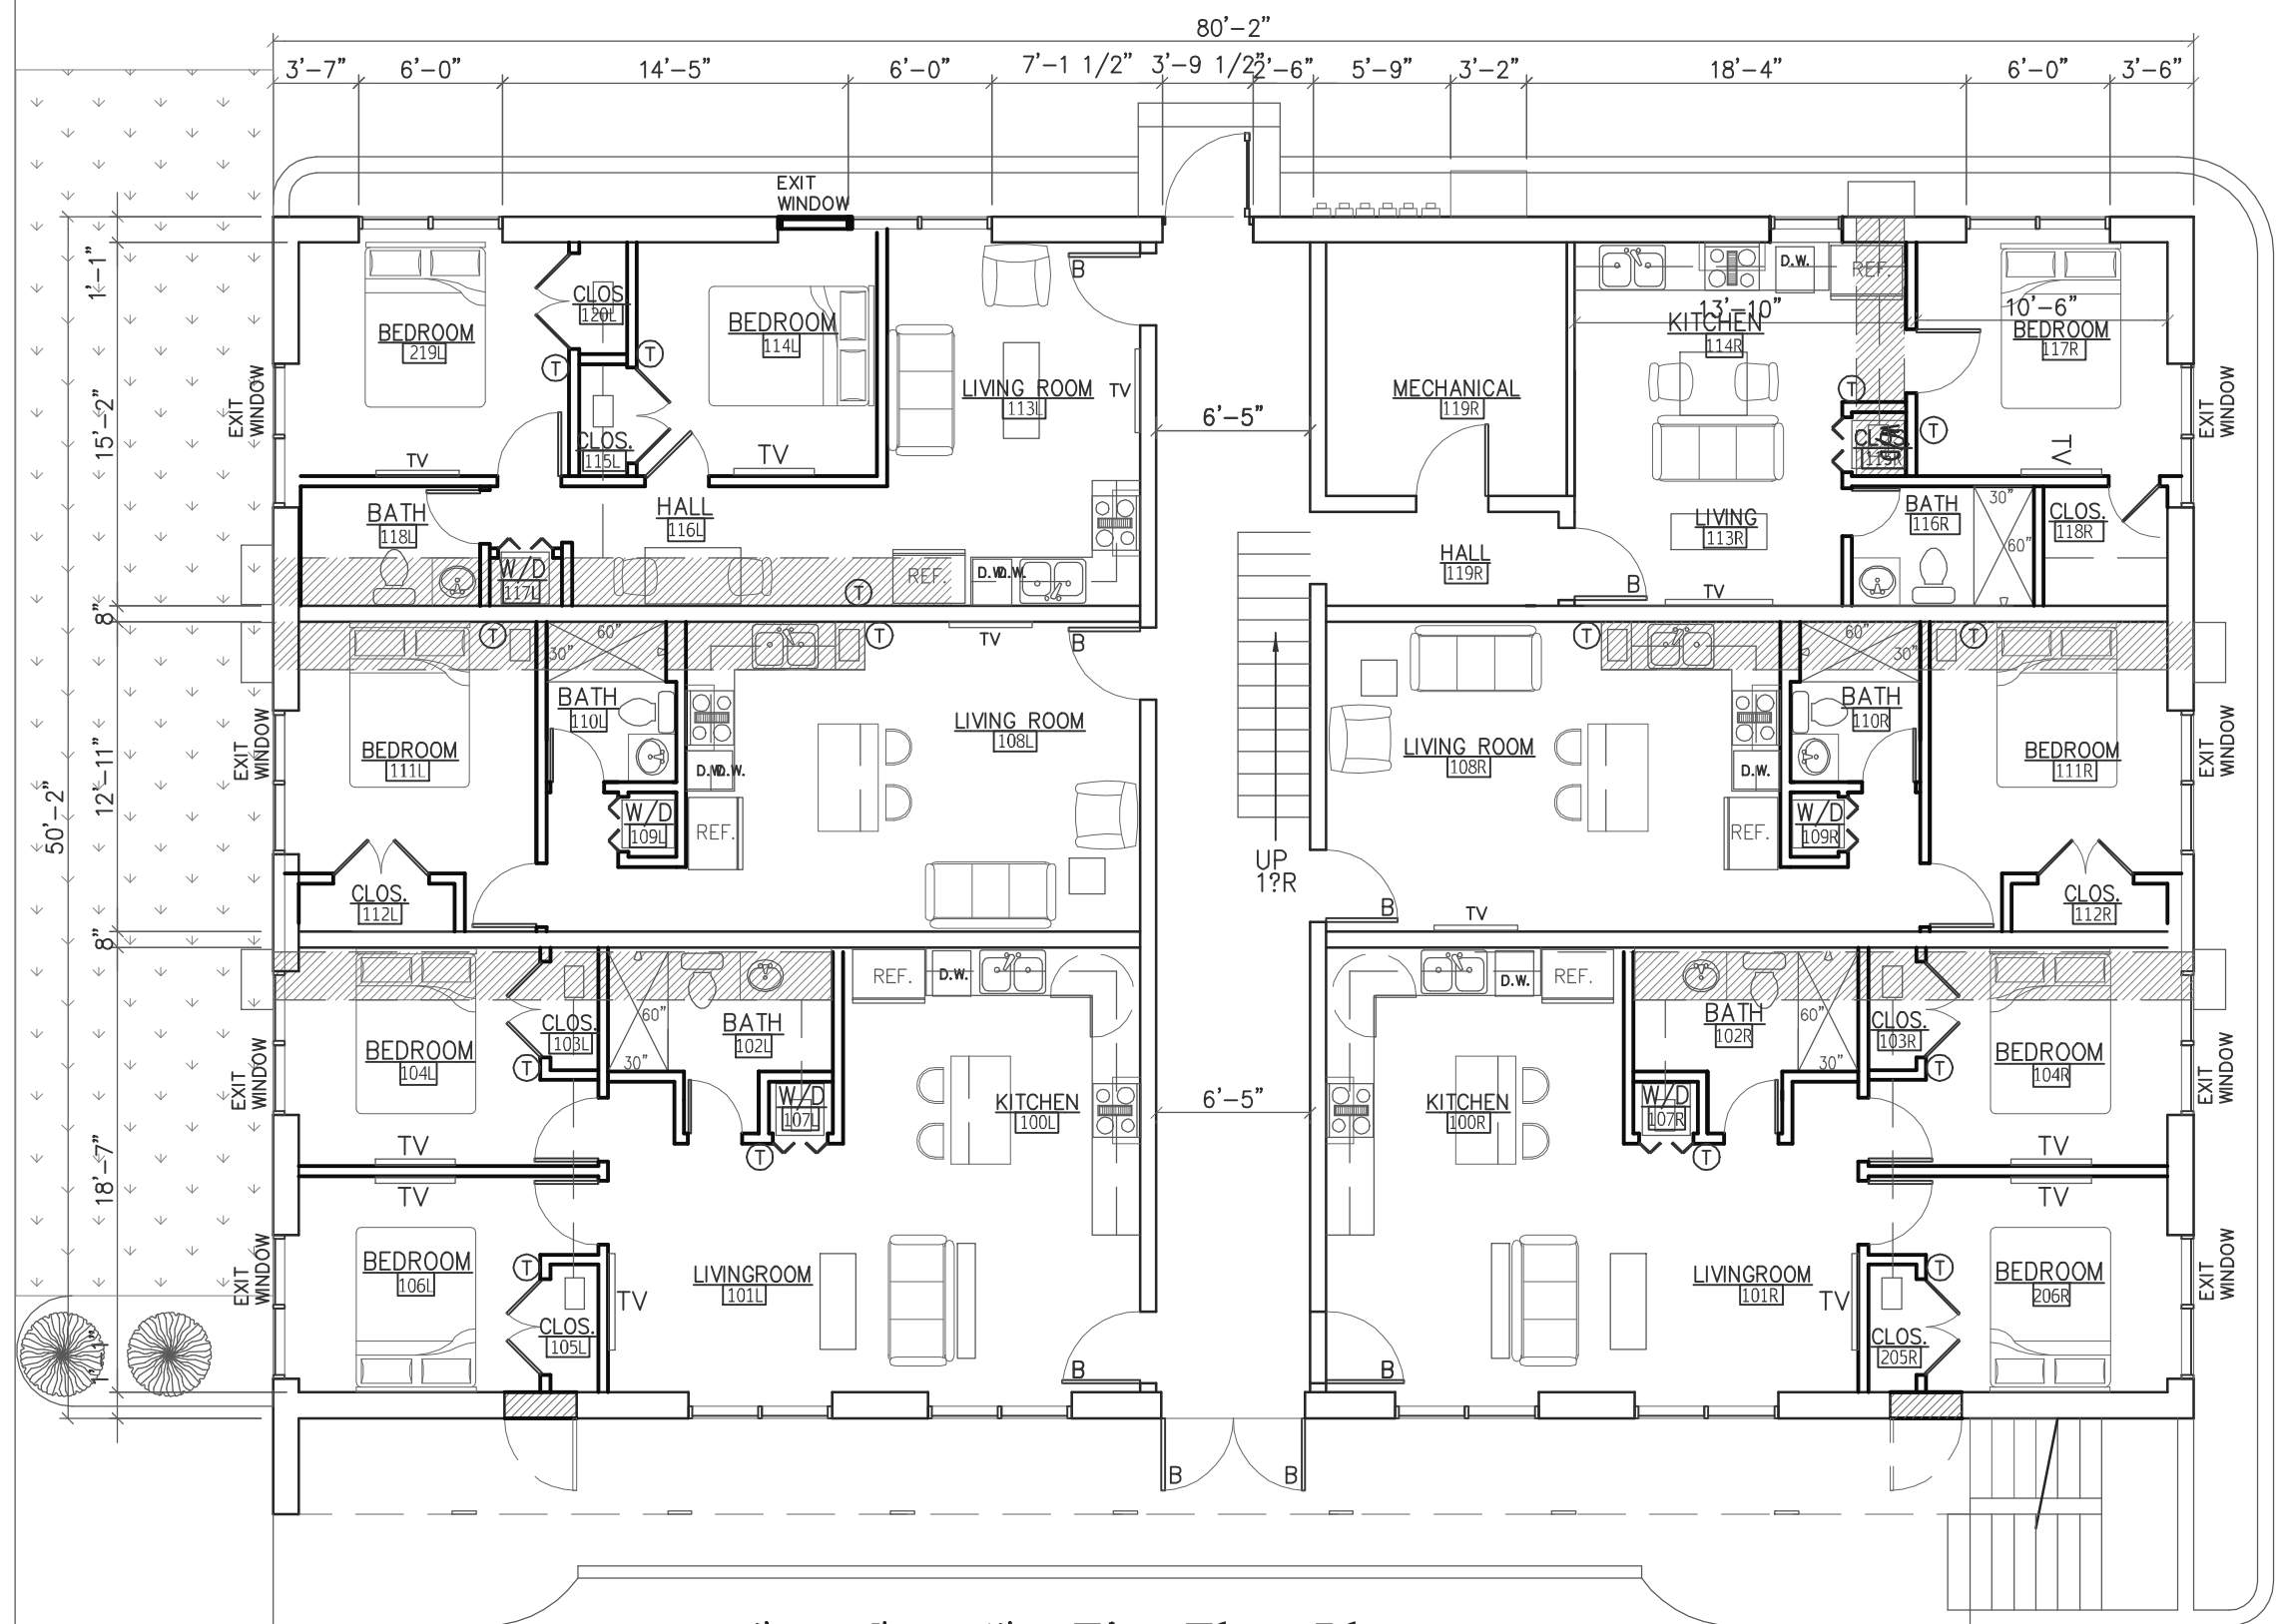 80'-2"
3'-7" 6'-0" 14'-5" 6'-0" 7'-1 1/2" 3'-9 1/2" 2'-6" 5'-9" 3'-2" 18'-4" 6'-0" 3'-6"
EXIT
WINDOW
1'-1"
15'-2"
8"
12'-11"
50'-2"
8"
18'-7"
EXIT
WINDOW
BEDROOM
219L
TV
CLOS.
120L
T
T
CLOS.
115L
BEDROOM
114L
TV
LIVING ROOM
113L
TV
B
BATH
118L
HALL
116L
W/D
117L
T
REF.
D.W.
D.W.
6'-5"
MECHANICAL
119R
HALL
119R
D.W.
REF.
13'-10"
KITCHEN
114R
10'-6"
BEDROOM
117R
T
T
CLOS.
TV
EXIT
WINDOW
LIVING
113R
B
TV
BATH
116R
30"
60"
CLOS.
118R
T
60"
30"
T
TV
B
BATH
110L
BEDROOM
111L
EXIT
WINDOW
D.W.
D.W.
W/D
109L
REF.
LIVING ROOM
108L
CLOS.
112L
UP
1?R
T
60"
30"
T
LIVING ROOM
108R
BATH
110R
D.W.
W/D
109R
REF.
BEDROOM
111R
EXIT
WINDOW
CLOS.
112R
B
TV
BEDROOM
104L
EXIT
WINDOW
CLOS.
103L
T
60"
30"
BATH
102L
W/D
107L
T
REF.
D.W.
KITCHEN
100L
TV
TV
6'-5"
D.W.
REF.
KITCHEN
100R
BATH
102R
60"
30"
W/D
107R
T
CLOS.
103R
T
BEDROOM
104R
EXIT
WINDOW
TV
TV
BEDROOM
106L
EXIT
WINDOW
T
CLOS.
105L
TV
LIVINGROOM
101L
B
B
LIVINGROOM
101R
TV
T
CLOS.
205R
BEDROOM
206R
EXIT
WINDOW
B
B